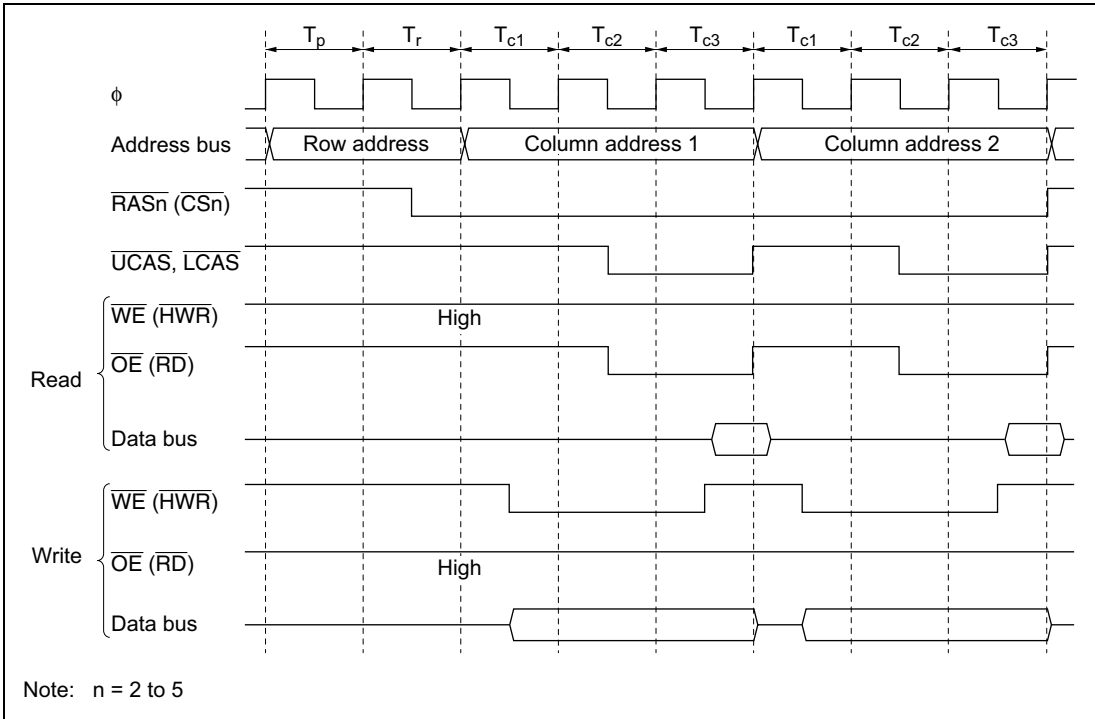 Tp Tr Tc1 Tc2 Tc3 Tc1 Tc2 Tc3
ϕ
Address bus Row address Column address 1 Column address 2
RASn (CSn)
UCAS, LCAS
Read
WE (HWR) High
OE (RD)
Data bus
Write
WE (HWR)
OE (RD) High
Data bus
Note: n = 2 to 5